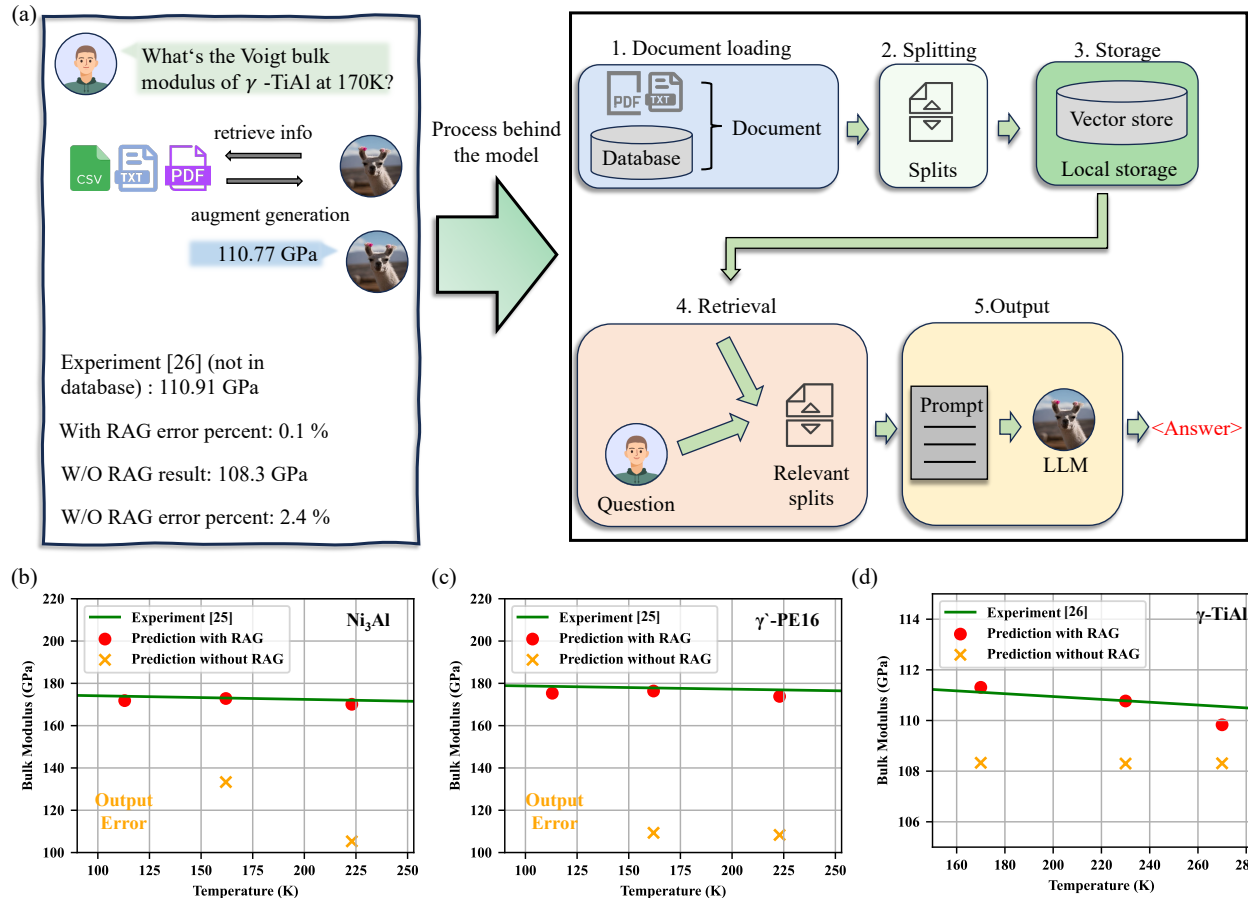 (a)
What's the Voigt bulk
modulus of γ -TiAl at 170K?
retrieve info
CSV
TXT
PDF
augment generation
110.77 GPa
Experiment [26] (not in
database) : 110.91 GPa
With RAG error percent: 0.1 %
W/O RAG result: 108.3 GPa
W/O RAG error percent: 2.4 %
Process behind
the model
1. Document loading
PDF
TXT
Database
Document
2. Splitting
Splits
3. Storage
Vector store
Local storage
4. Retrieval
Question
Relevant
splits
5.Output
Prompt
LLM
<Answer>
(b)
Bulk Modulus (GPa)
220
200
180
160
140
120
100
Experiment [25]
Prediction with RAG
Prediction without RAG
Ni₃Al
Output
Error
100 125 150 175 200 225 250
Temperature (K)
(c)
Bulk Modulus (GPa)
220
200
180
160
140
120
100
Experiment [25]
Prediction with RAG
Prediction without RAG
γ`-PE16
Output
Error
100 125 150 175 200 225 250
Temperature (K)
(d)
Bulk Modulus (GPa)
114
112
110
108
106
Experiment [26]
Prediction with RAG
Prediction without RAG
γ-TiAl
160 180 200 220 240 260 280
Temperature (K)